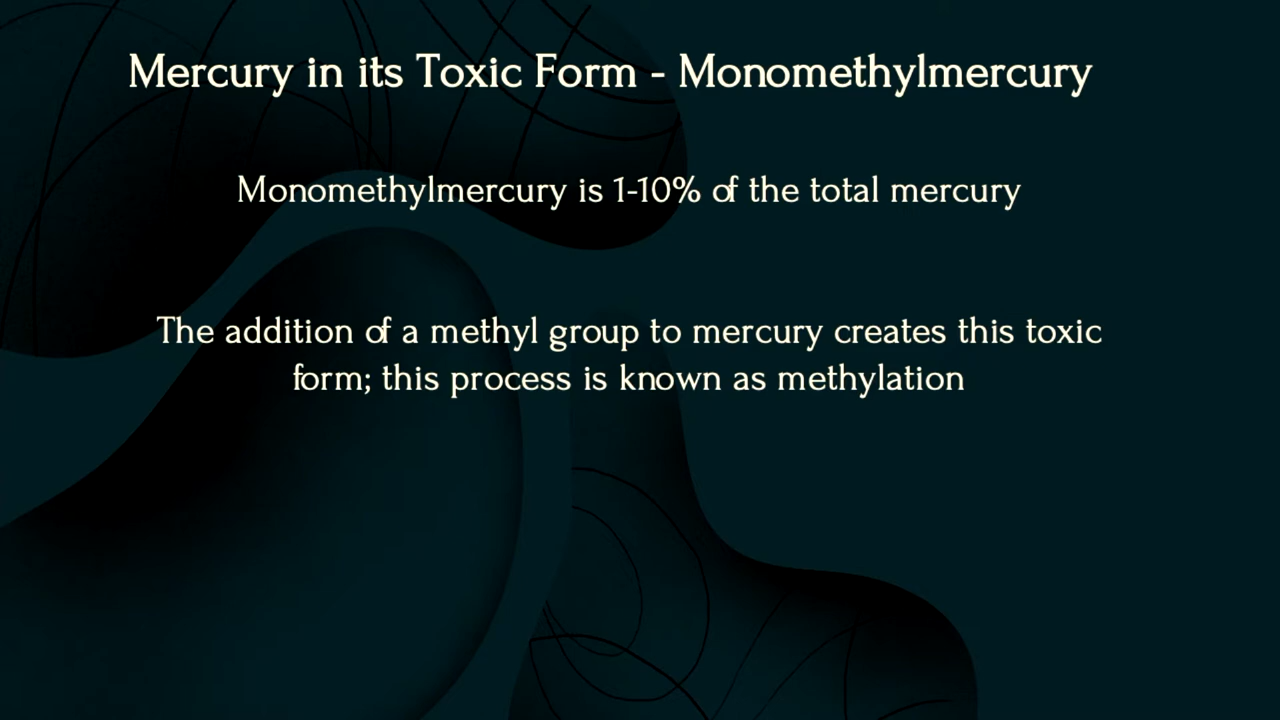 Mercury in its Toxic Form - Monomethylmercury
Monomethylmercury is 1-10% of the total mercury
The addition of a methyl group to mercury creates this toxic
form; this process is known as methylation